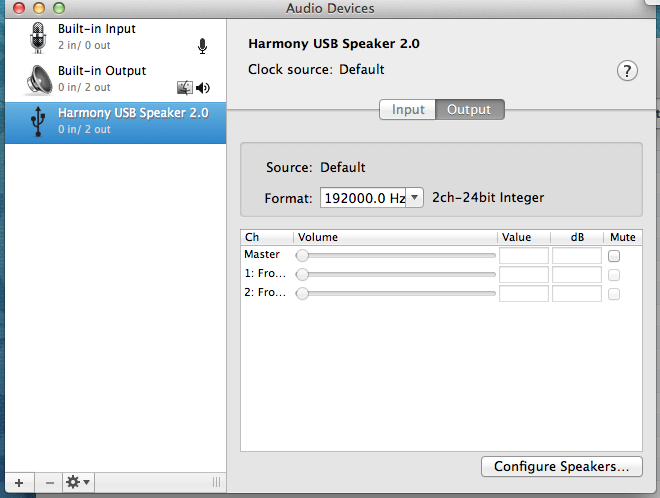 Audio Devices
Built-in Input
2 in/ 0 out
Built-in Output
0 in/ 2 out
Harmony USB Speaker 2.0
0 in/ 2 out
Harmony USB Speaker 2.0
Clock source: Default
?
Input
Output
Source: Default
Format: 192000.0 Hz 2ch-24bit Integer
Ch Volume Value dB Mute
Master
1: Fro...
2: Fro...
Configure Speakers...